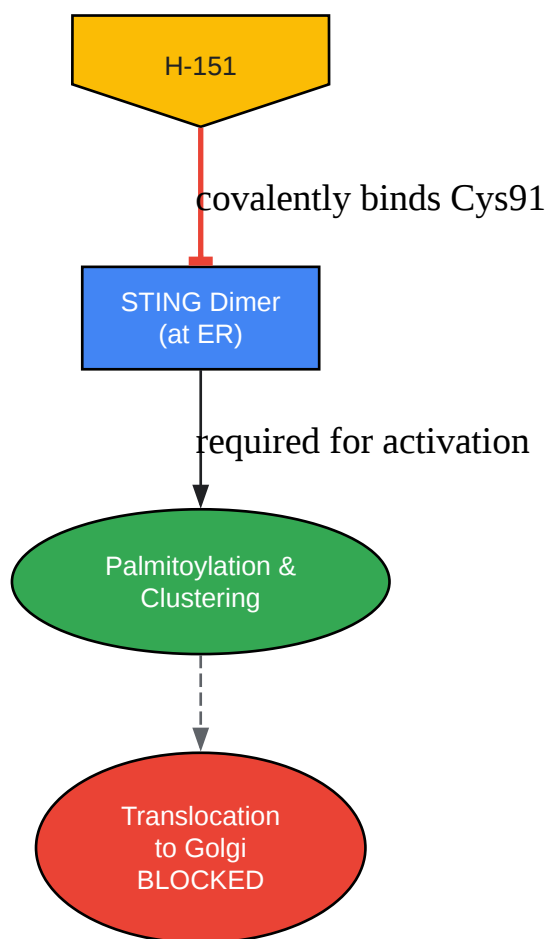 H-151
covalently binds Cys91
STING Dimer
(at ER)
required for activation
Palmitoylation &
Clustering
Translocation
to Golgi
BLOCKED